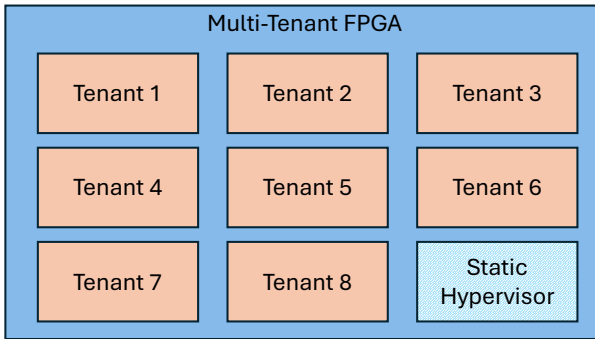 Multi-Tenant FPGA
Tenant 1
Tenant 2
Tenant 3
Tenant 4
Tenant 5
Tenant 6
Tenant 7
Tenant 8
Static
Hypervisor